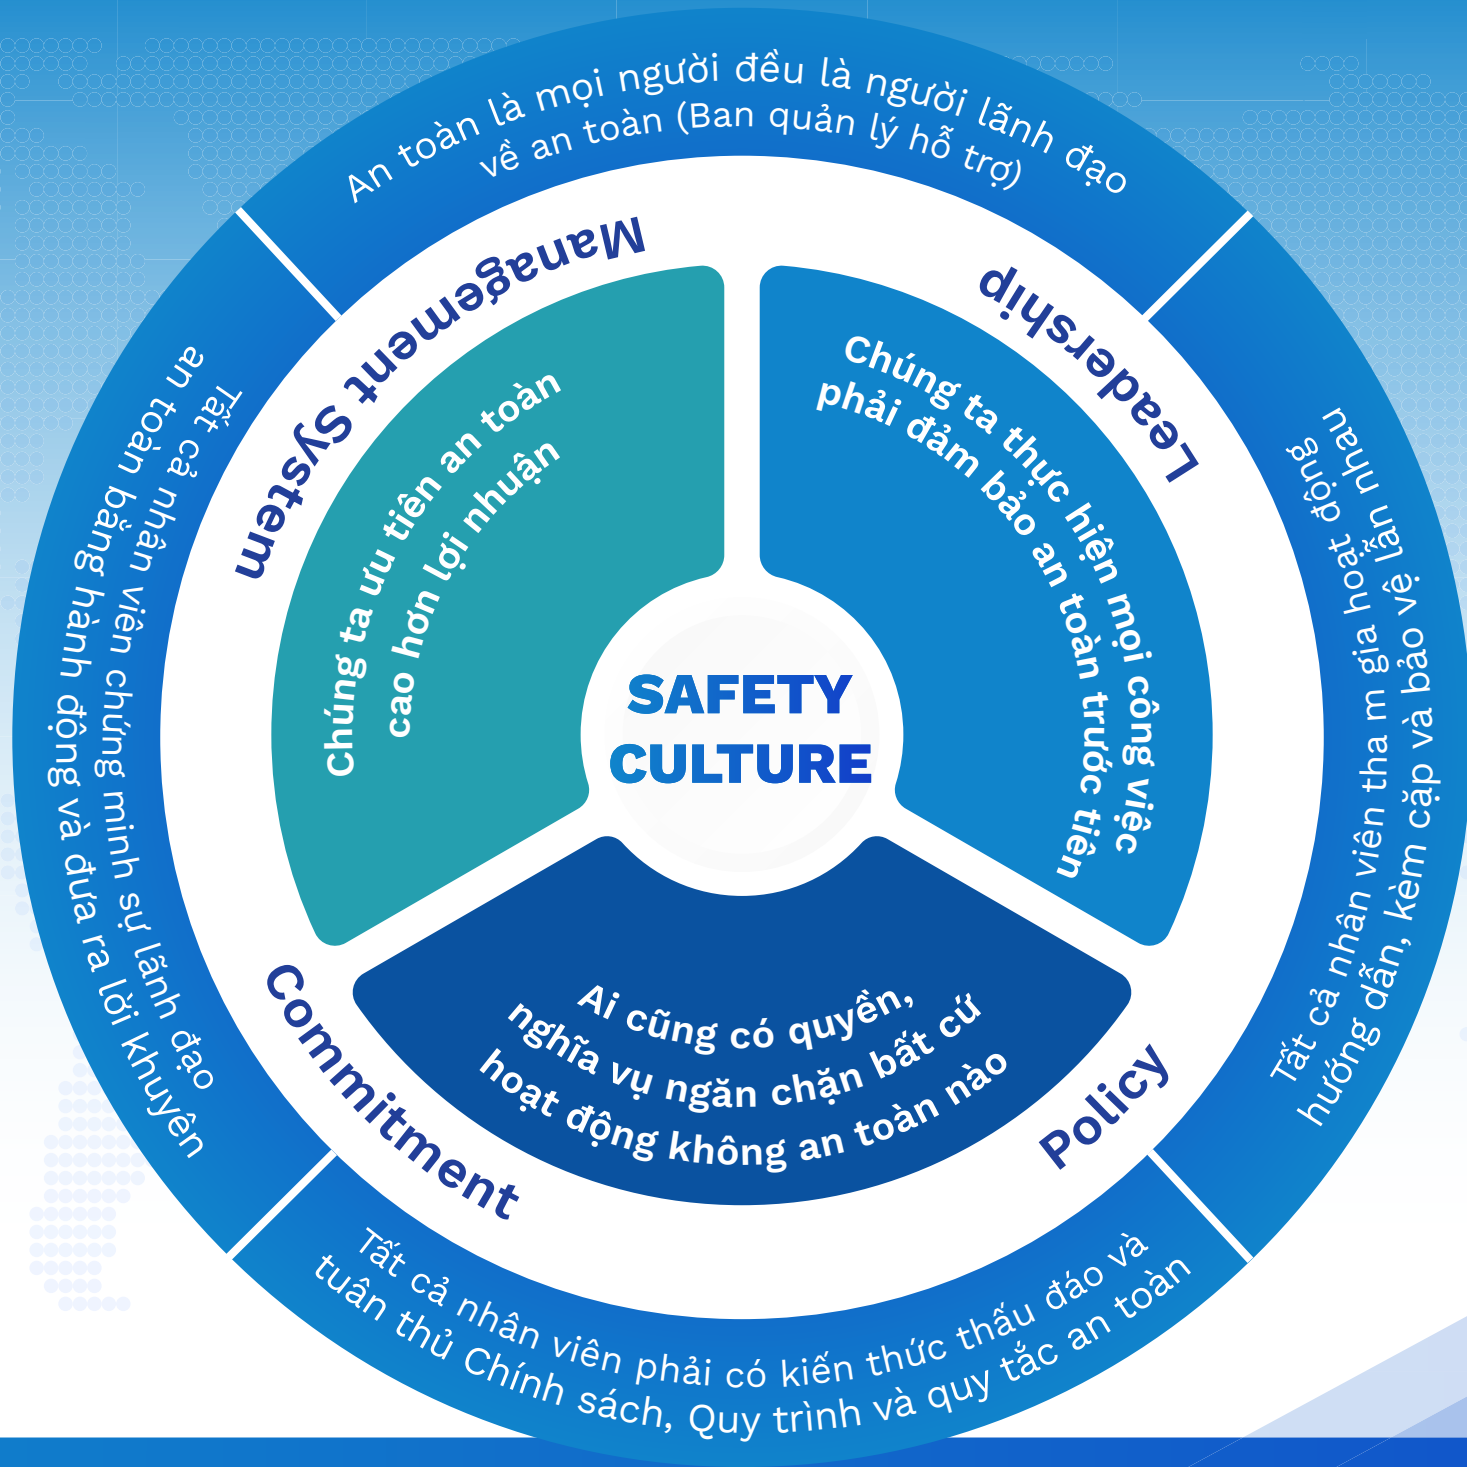 An toàn là mọi người đều là người lãnh đạo
về an toàn (Ban quản lý hỗ trợ)
Management System
Leadership
Chúng ta ưu tiên an toàn
cao hơn lợi nhuận
Chúng ta thực hiện mọi công việc
phải đảm bảo an toàn trước tiên
Tất cả nhân viên chứng minh sự lãnh đạo
an toàn bằng hành động và đưa ra lời khuyên
Tất cả nhân viên tha m gia hoạt động
hướng dẫn, kèm cặp và bảo vệ lẫn nhau
SAFETY
CULTURE
Ai cũng có quyền,
nghĩa vụ ngăn chặn bất cứ
hoạt động không an toàn nào
Commitment
Policy
Tất cả nhân viên phải có kiến thức thấu đáo và
tuân thủ Chính sách, Quy trình và quy tắc an toàn